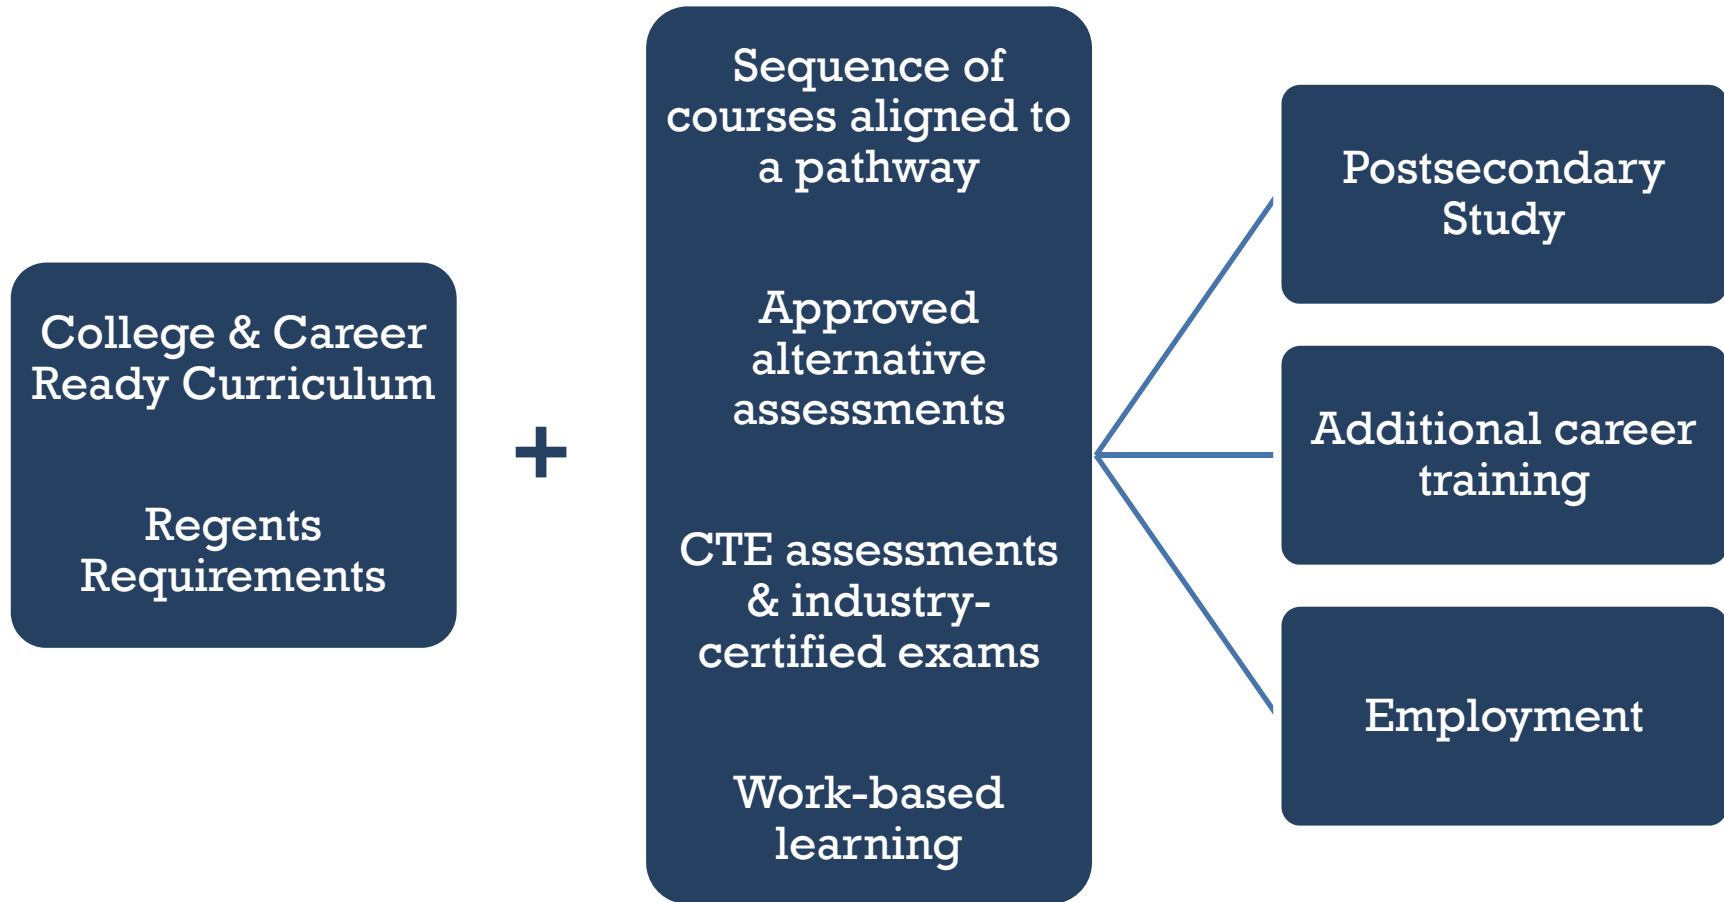 College & Career
Ready Curriculum
Regents
Requirements
+
Sequence of
courses aligned to
a pathway
Approved
alternative
assessments
CTE assessments
& industry-
certified exams
Work-based
learning
Postsecondary
Study
Additional career
training
Employment